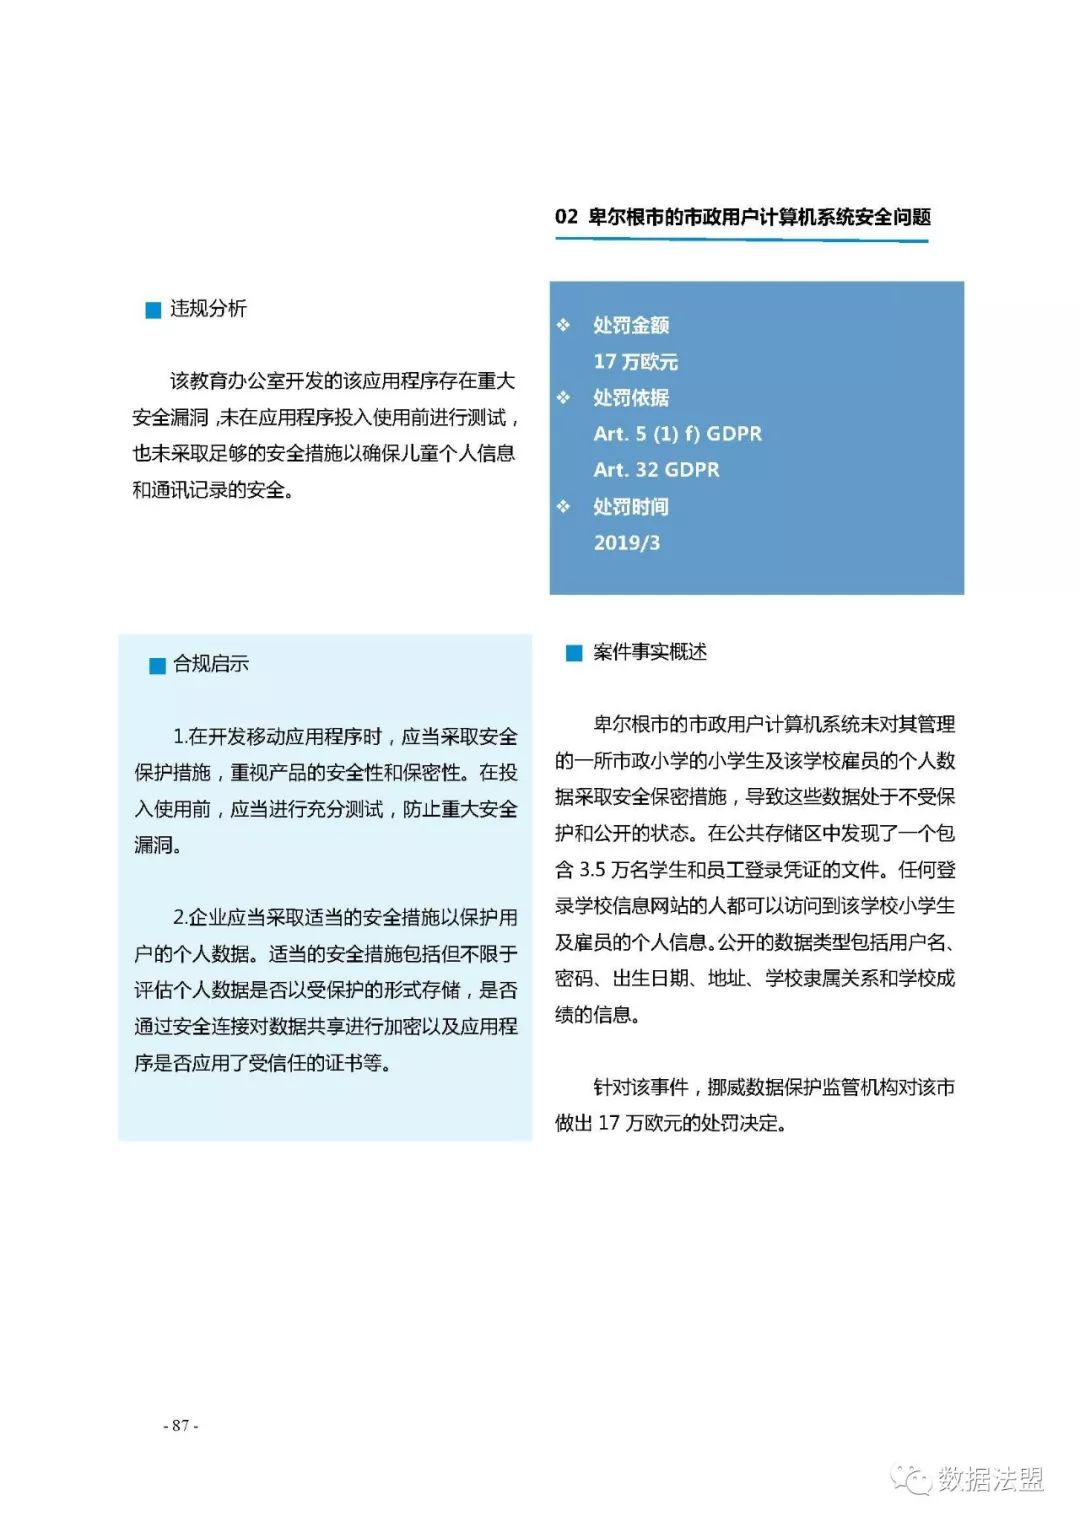 ■ 违规分析
该教育办公室开发的该应用程序存在重大
安全漏洞,未在应用程序投入使用前进行测试，
也未采取足够的安全措施以确保儿童个人信息
和通讯记录的安全。
■ 合规启示
1.在开发移动应用程序时，应当采取安全
保护措施，重视产品的安全性和保密性。在投
入使用前，应当进行充分测试，防止重大安全
漏洞。
2.企业应当采取适当的安全措施以保护用
户的个人数据。适当的安全措施包括但不限于
评估个人数据是否以受保护的形式存储，是否
通过安全连接对数据共享进行加密以及应用程
序是否应用了受信任的证书等。
02 卑尔根市的市政用户计算机系统安全问题
❖ 处罚金额
17 万欧元
❖ 处罚依据
Art. 5 (1) f) GDPR
Art. 32 GDPR
❖ 处罚时间
2019/3
■ 案件事实概述
卑尔根市的市政用户计算机系统未对其管理
的一所市政小学的小学生及该学校雇员的个人数
据采取安全保密措施，导致这些数据处于不受保
护和公开的状态。在公共存储区中发现了一个包
含 3.5 万名学生和员工登录凭证的文件。任何登
录学校信息网站的人都可以访问到该学校小学生
及雇员的个人信息。公开的数据类型包括用户名、
密码、出生日期、地址、学校隶属关系和学校成
绩的信息。
针对该事件，挪威数据保护监管机构对该市
做出 17 万欧元的处罚决定。
- 87 -
数据法盟